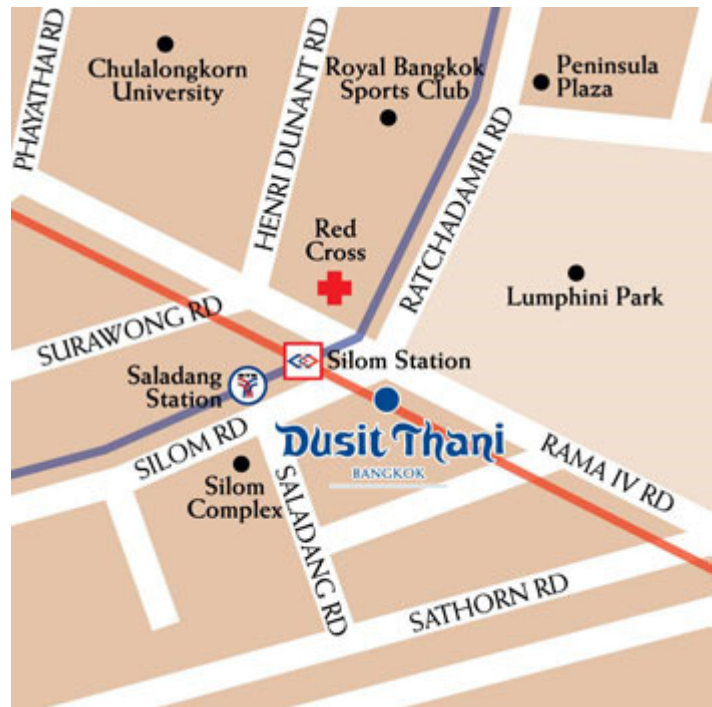 PHAYATHAI RD
Chulalongkorn
University
HENRI DUNANT RD
Royal Bangkok
Sports Club
RATCHADAMRI RD
Peninsula
Plaza
Red
Cross
Lumphini Park
SURAWONG RD
Silom Station
Saladang
Station
SILOM RD
Dusit Thani
BANGKOK
RAMA IV RD
Silom
Complex
SALADANG RD
SATHORN RD